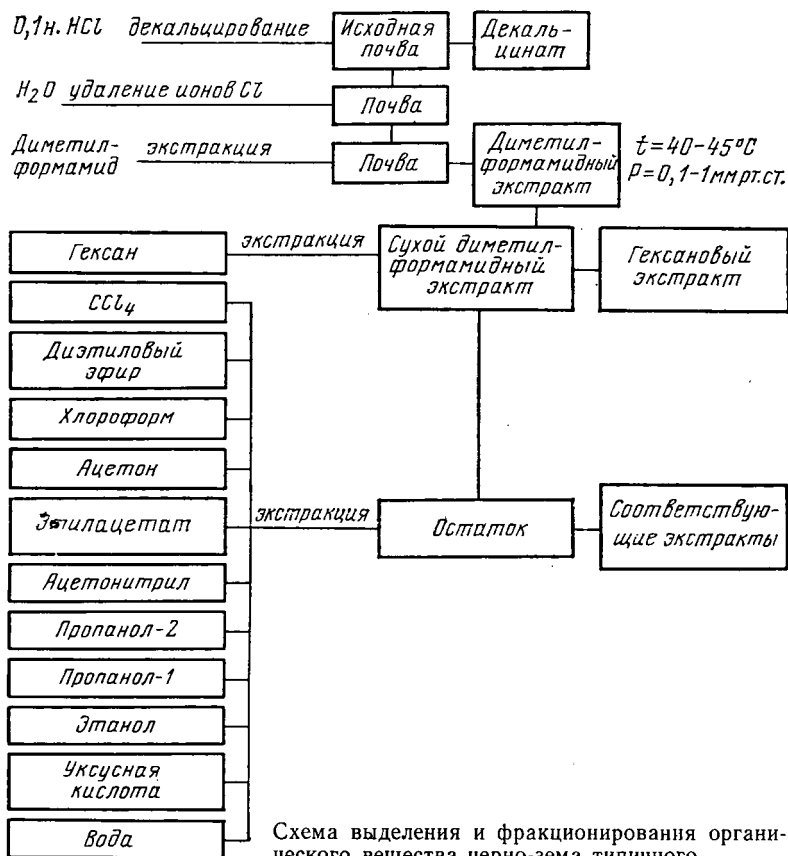 0,1н. HCl декальцирование
Исходная
почва
Декаль-
цинат
H₂O удаление ионов Cl
Почва
Диметил-
формамид
экстракция
Почва
Диметил-
формамидный
экстракт
t=40-45°C
P=0,1-1мм рт.ст.
Гексан
экстракция
Сухой диметил-
формамидный
экстракт
Гексановый
экстракт
CCl₄
Диэтиловый
эфир
Хлороформ
Ацетон
Этилацетат
экстракция
Остаток
Соответствую-
щие экстракты
Ацетонитрил
Пропанол-2
Пропанол-1
Этанол
Уксусная
кислота
Вода
Схема выделения и фракционирования органи-
ческого вещества черно-зема типичного